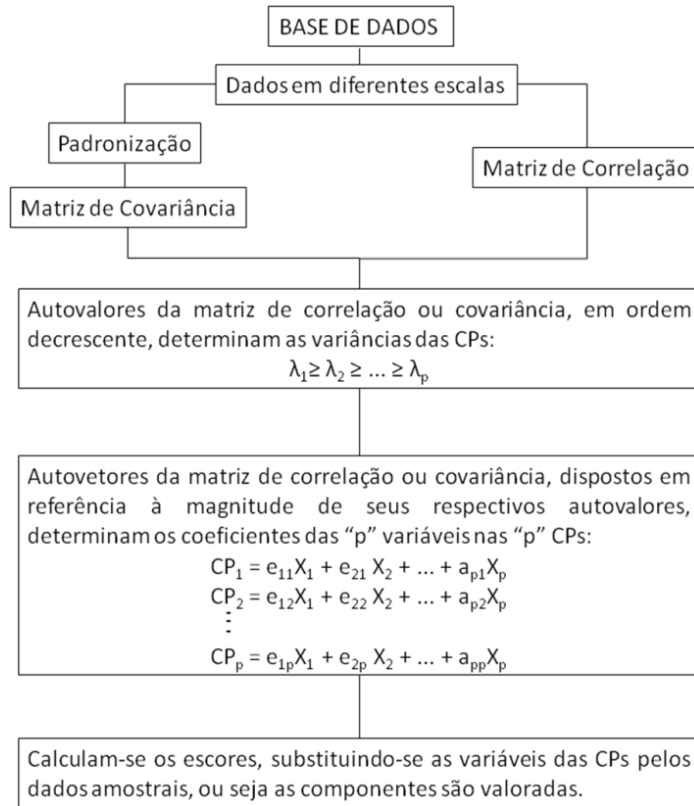 BASE DE DADOS
Dados em diferentes escalas
Padronização
Matriz de Correlação
Matriz de Covariância
Autovalores da matriz de correlação ou covariância, em ordem
decrescente, determinam as variâncias das CPs:
λ₁≥ λ₂ ≥ ... ≥ λₚ
Autovetores da matriz de correlação ou covariância, dispostos em
referência à magnitude de seus respectivos autovalores,
determinam os coeficientes das “p” variáveis nas “p” CPs:
CP₁ = e₁₁X₁ + e₂₁ X₂ + ... + aₚ₁Xₚ
CP₂ = e₁₂X₁ + e₂₂ X₂ + ... + aₚ₂Xₚ
⋮
CPₚ = e₁ₚX₁ + e₂ₚ X₂ + ... + aₚₚXₚ
Calculam-se os escores, substituindo-se as variáveis das CPs pelos
dados amostrais, ou seja as componentes são valoradas.